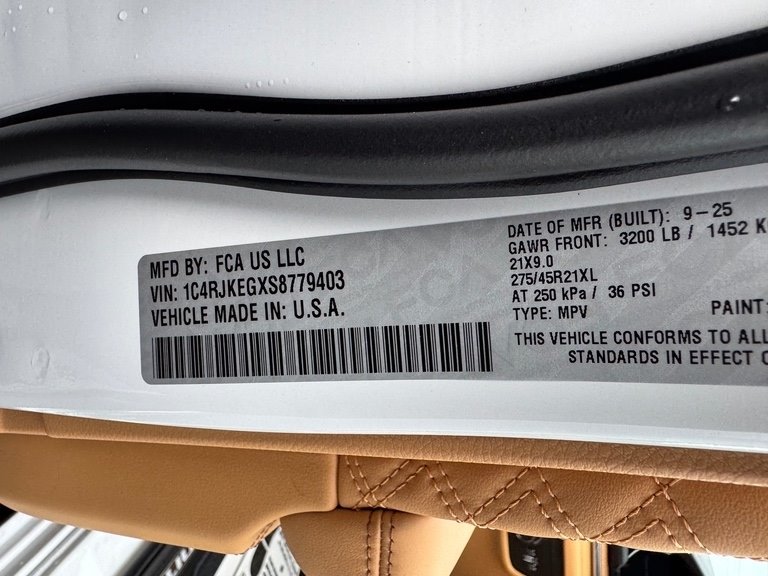 MFD BY: FCA US LLC
VIN: 1C4RJKEGXS8779403
VEHICLE MADE IN: U.S.A.
DATE OF MFR (BUILT): 9-25
GAWR FRONT: 3200 LB / 1452 K
21X9.0
275/45R21XL
AT 250 kPa / 36 PSI
TYPE: MPV
PAINT:
THIS VEHICLE CONFORMS TO ALL
STANDARDS IN EFFECT